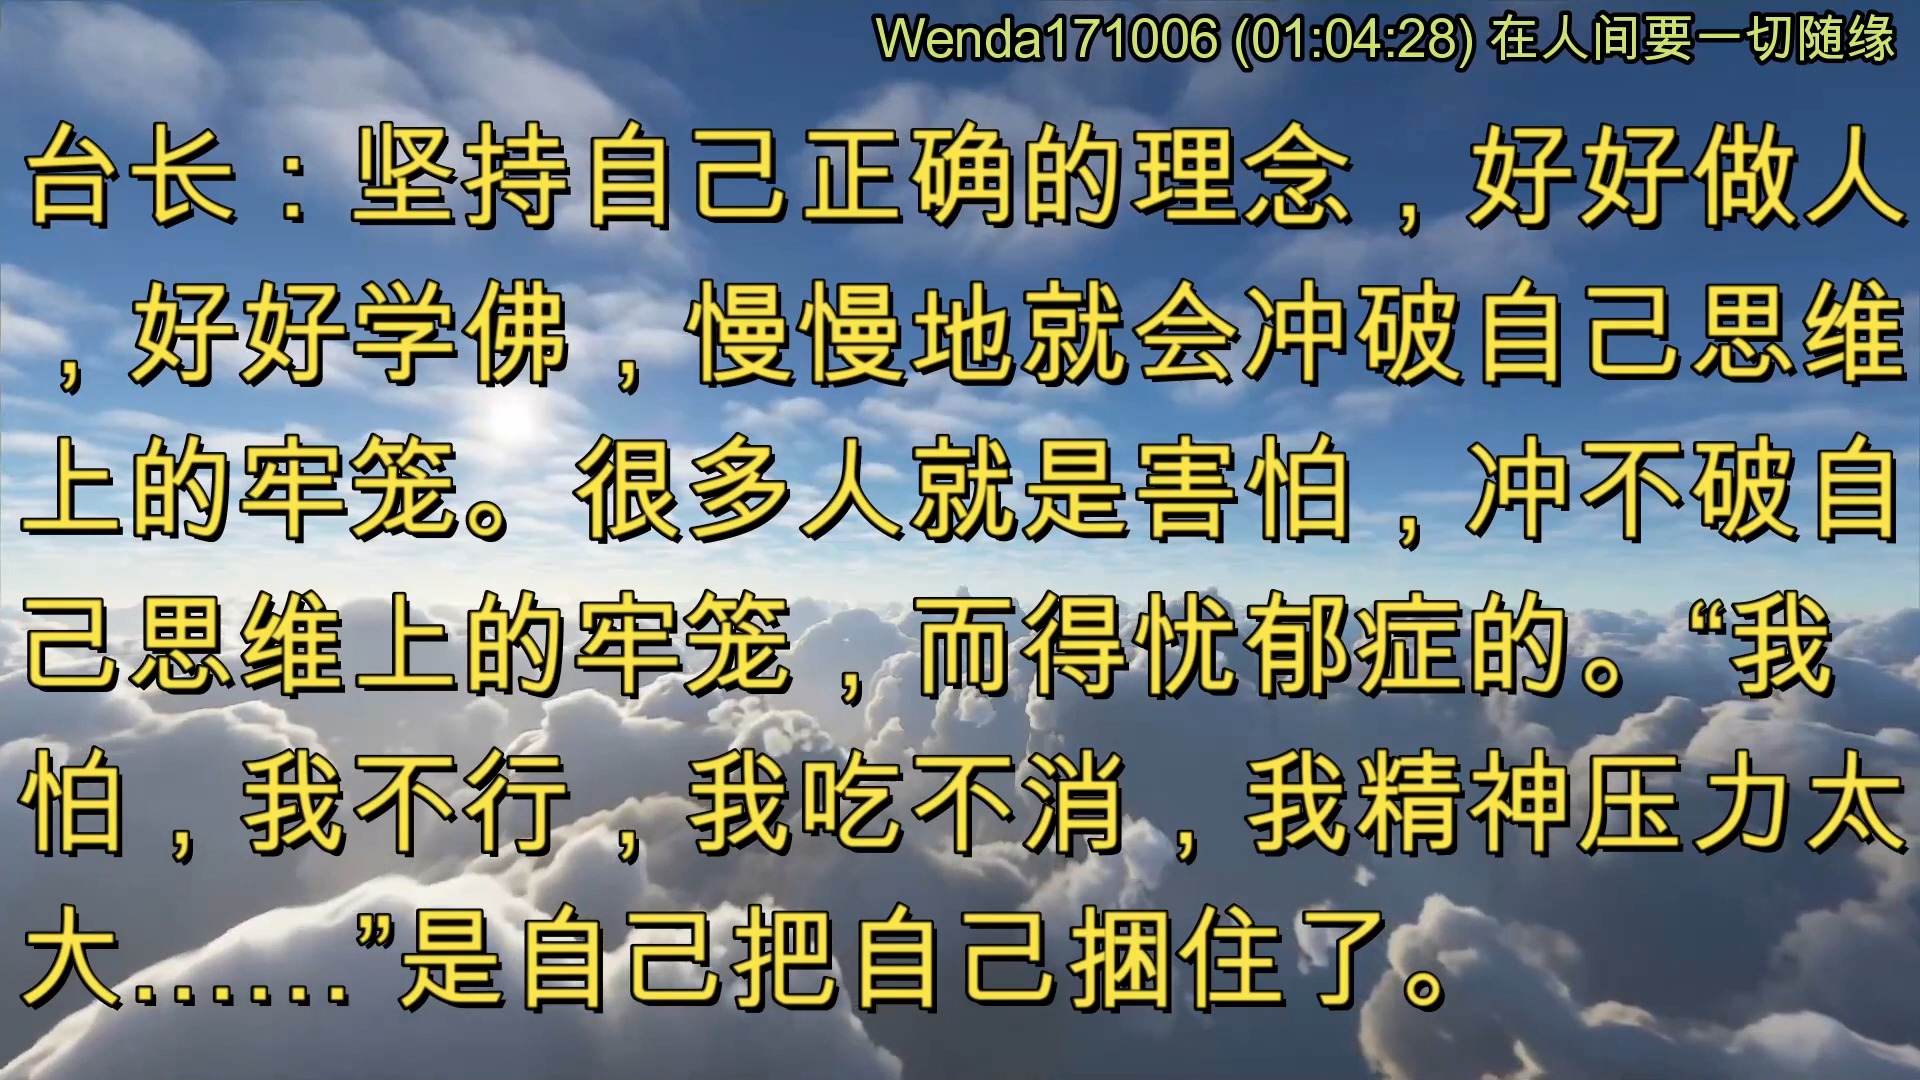 Wenda171006 (01:04:28) 在人间要一切随缘
台长：坚持自己正确的理念，好好做人
，好好学佛，慢慢地就会冲破自己思维
上的牢笼。很多人就是害怕，冲不破自
己思维上的牢笼，而得忧郁症的。“我
怕，我不行，我吃不消，我精神压力太
大......”是自己把自己捆住了。